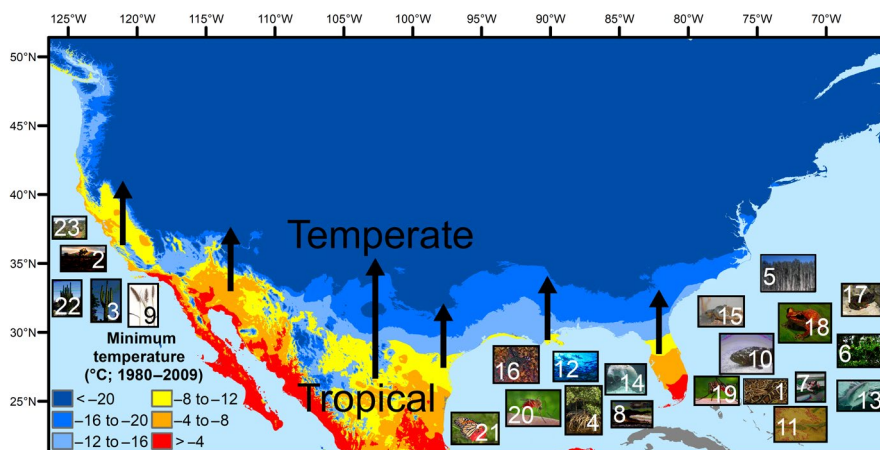 125°W 120°W 115°W 110°W 105°W 100°W 95°W 90°W 85°W 80°W 75°W 70°W
50°N
45°N
40°N
35°N
30°N
25°N
Temperate
Tropical
23
2
22 3 9
5
15 18 17
16 12 14 10 6
21 20 4 8 19 1 7 13
11
Minimum
temperature
(°C; 1980–2009)
< –20
–16 to –20
–12 to –16
–8 to –12
–4 to –8
> –4